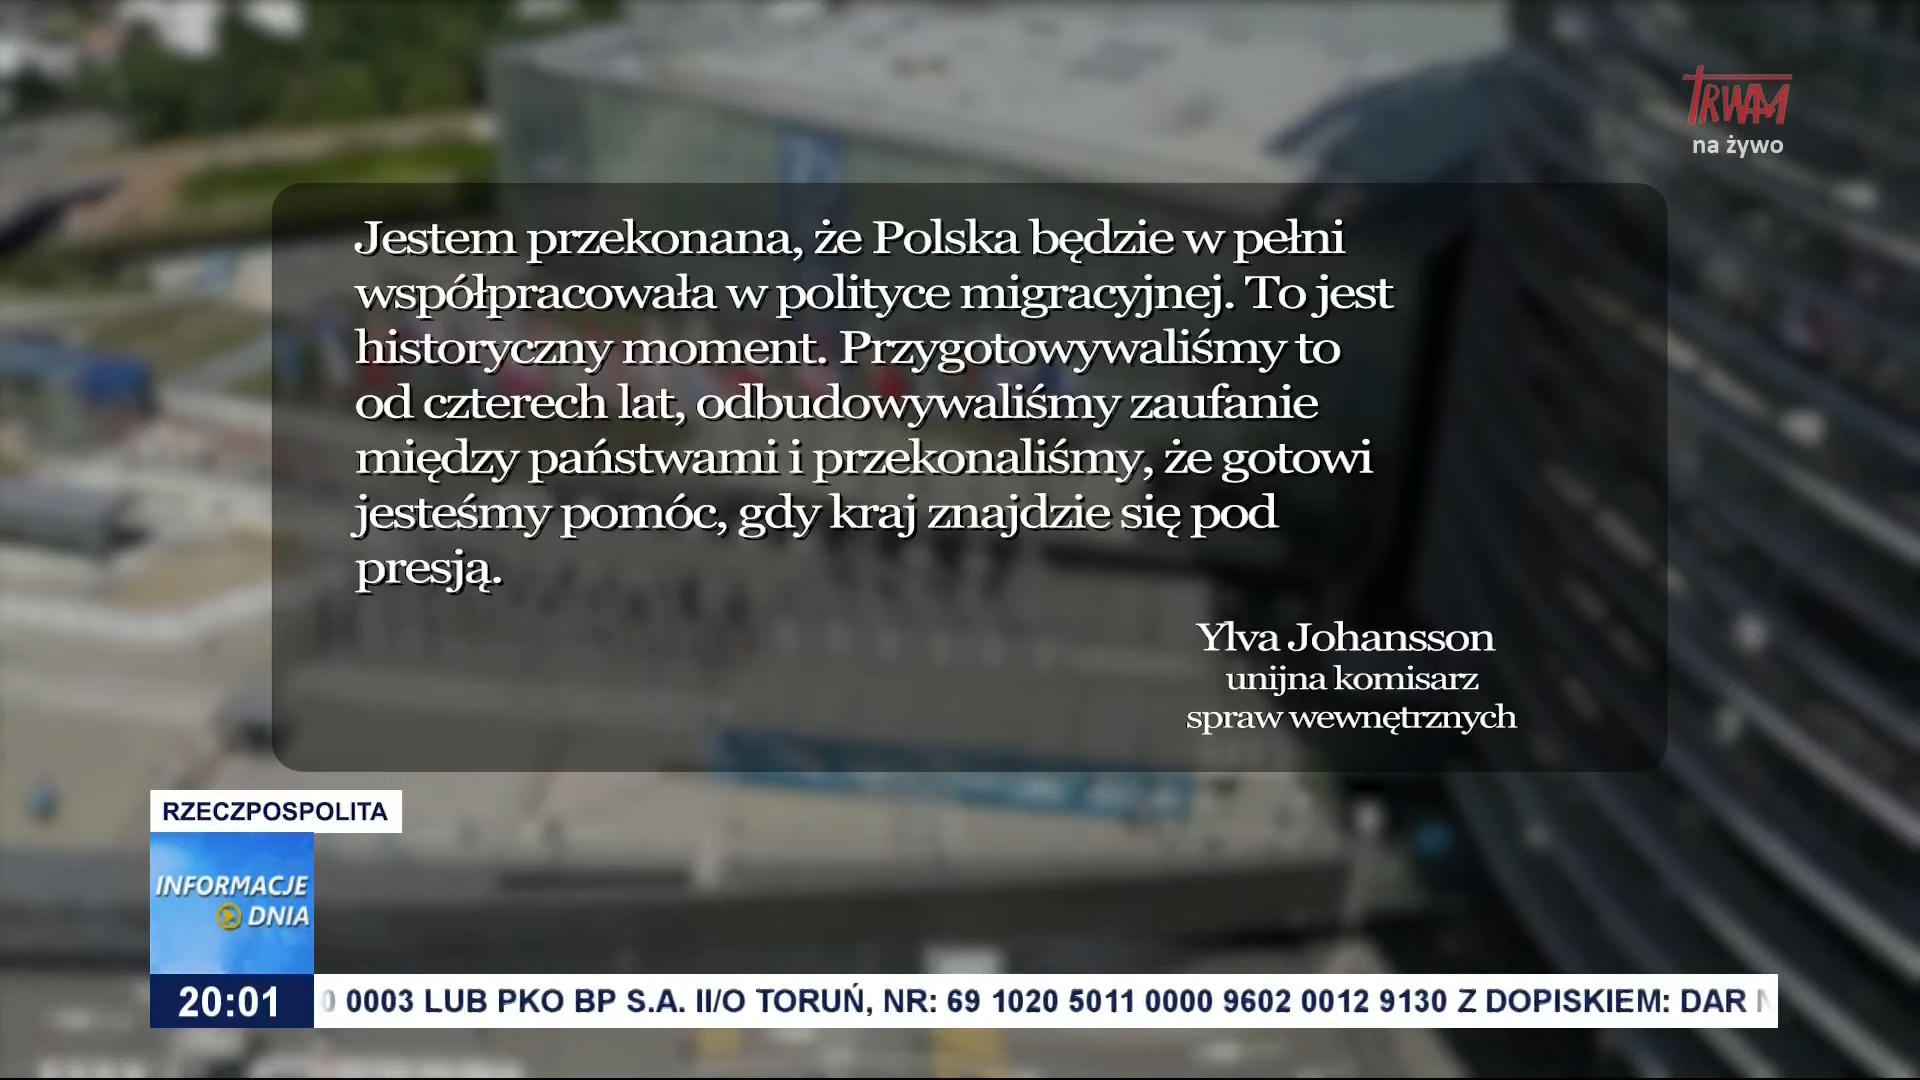 TRWAM
na żywo
Jestem przekonana, że Polska będzie w pełni
współpracowała w polityce migracyjnej. To jest
historyczny moment. Przygotowywaliśmy to
od czterech lat, odbudowywaliśmy zaufanie
między państwami i przekonaliśmy, że gotowi
jesteśmy pomóc, gdy kraj znajdzie się pod
presją.
Ylva Johansson
unijna komisarz
spraw wewnętrznych
RZECZPOSPOLITA
INFORMACJE
DNIA
20:01
0 0003 LUB PKO BP S.A. II/O TORUŃ, NR: 69 1020 5011 0000 9602 0012 9130 Z DOPISKIEM: DAR N